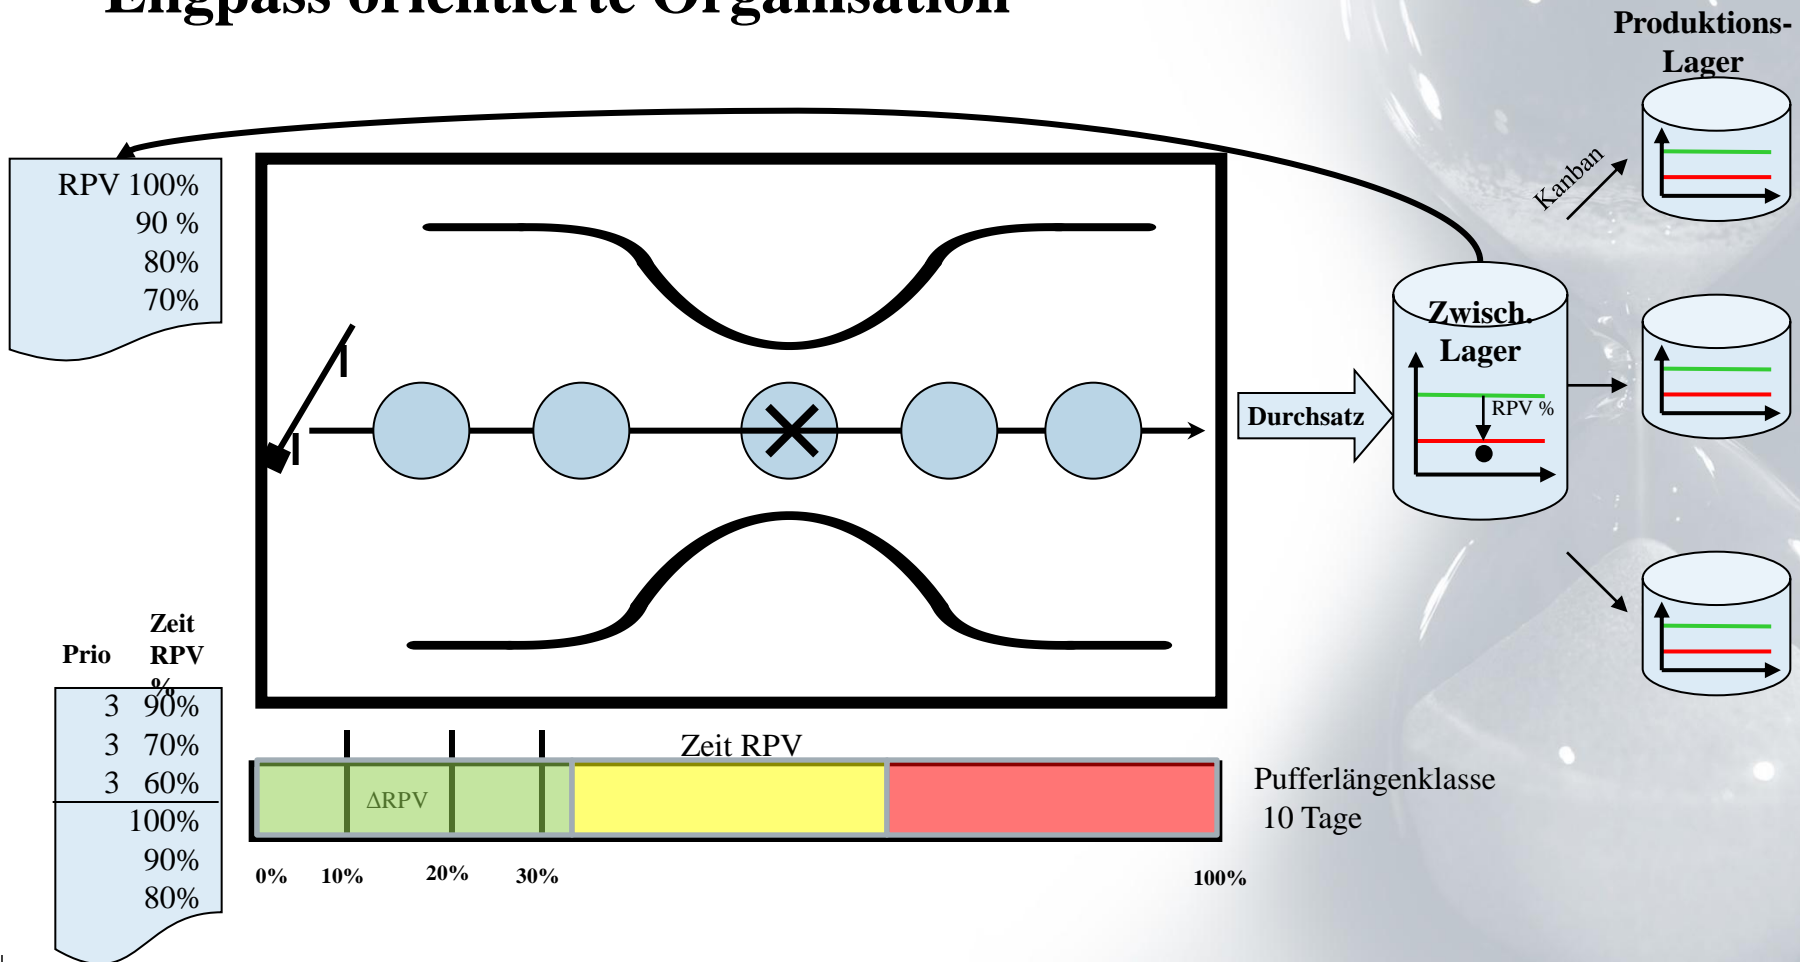 Engpass orientierte Organisation
Produktions-
Lager
Kanban
RPV 100%
90 %
80%
70%
Zwisch.
Lager
RPV %
Durchsatz
Zeit
Prio RPV
%
3 90%
3 70%
3 60%
100%
90%
80%
Zeit RPV
ΔRPV
Pufferlängenklasse
10 Tage
0% 10% 20% 30% 100%